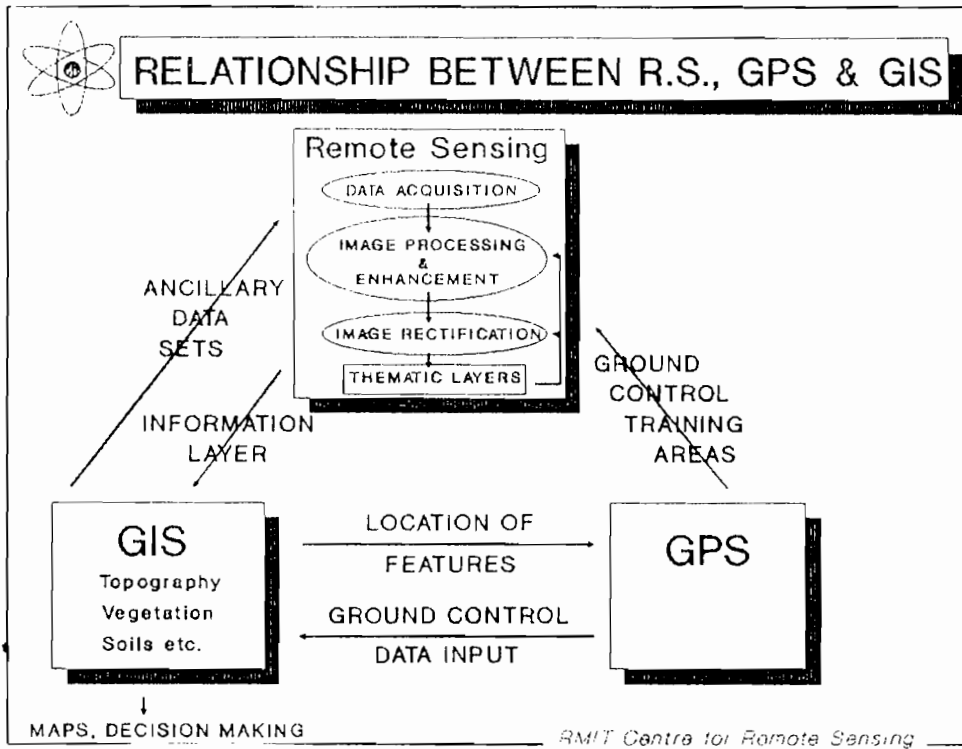 RELATIONSHIP BETWEEN R.S., GPS & GIS
Remote Sensing
DATA ACQUISITION
IMAGE PROCESSING
&
ENHANCEMENT
IMAGE RECTIFICATION
THEMATIC LAYERS
ANCILLARY
DATA
SETS
INFORMATION
LAYER
GROUND
CONTROL
TRAINING
AREAS
GIS
Topography
Vegetation
Soils etc.
LOCATION OF
FEATURES
GROUND CONTROL
DATA INPUT
GPS
MAPS, DECISION MAKING
RMIT Centre for Remote Sensing